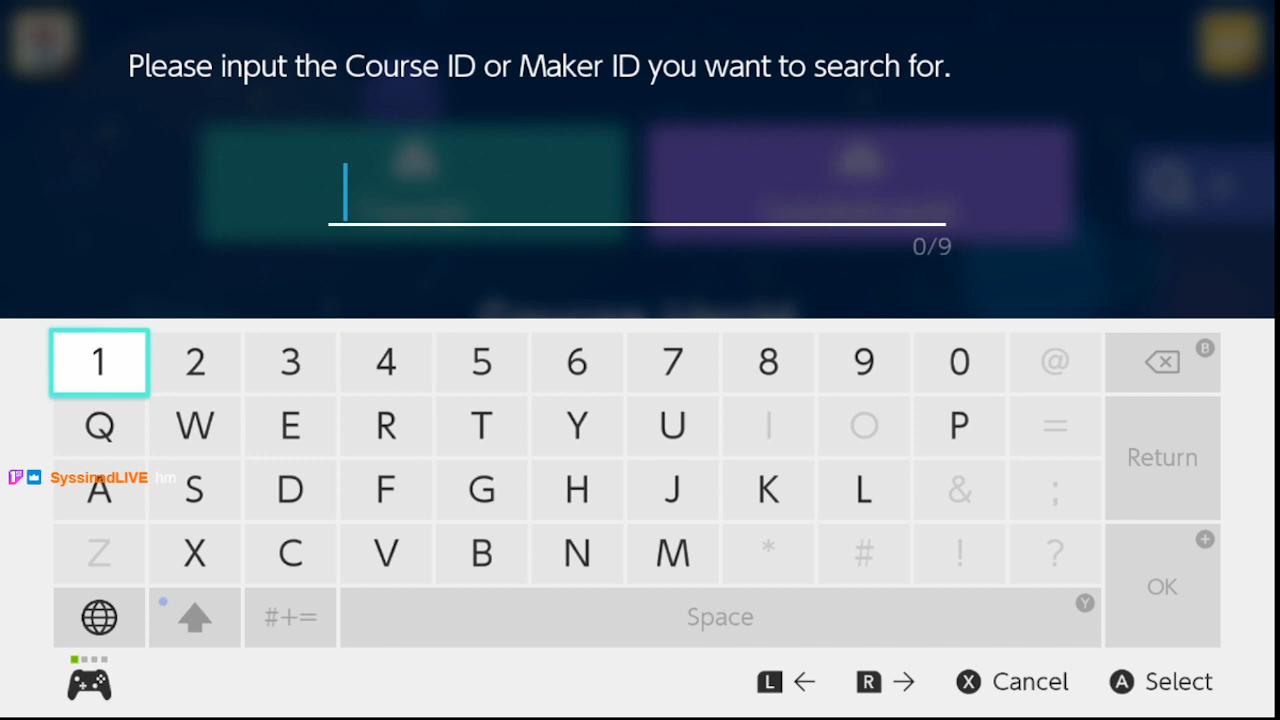 Please input the Course ID or Maker ID you want to search for.
0/9
1 2 3 4 5 6 7 8 9 0 @ B
Q W E R T Y U I O P = Return
SyssinadLIVE hm
A S D F G H J K L & ;
Z X C V B N M * # ! ? + OK
#+= Space Y
L ← R → X Cancel A Select